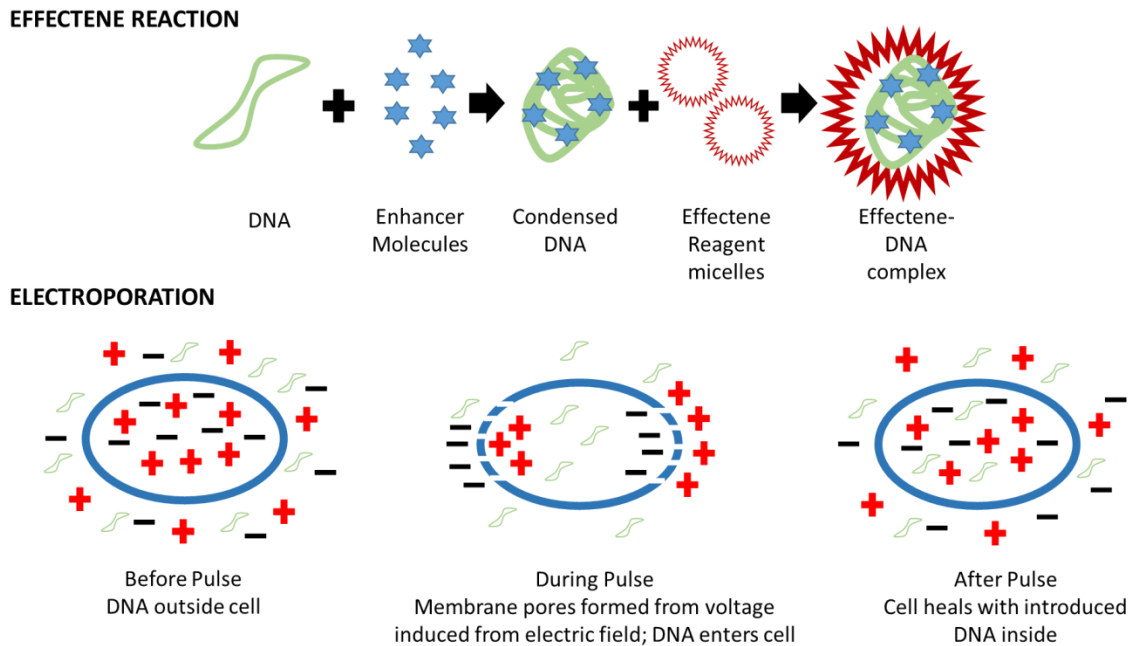 EFFECTENE REACTION
DNA
Enhancer
Molecules
Condensed
DNA
Effectene
Reagent
micelles
Effectene-
DNA
complex
ELECTROPORATION
Before Pulse
DNA outside cell
During Pulse
Membrane pores formed from voltage
induced from electric field; DNA enters cell
After Pulse
Cell heals with introduced
DNA inside